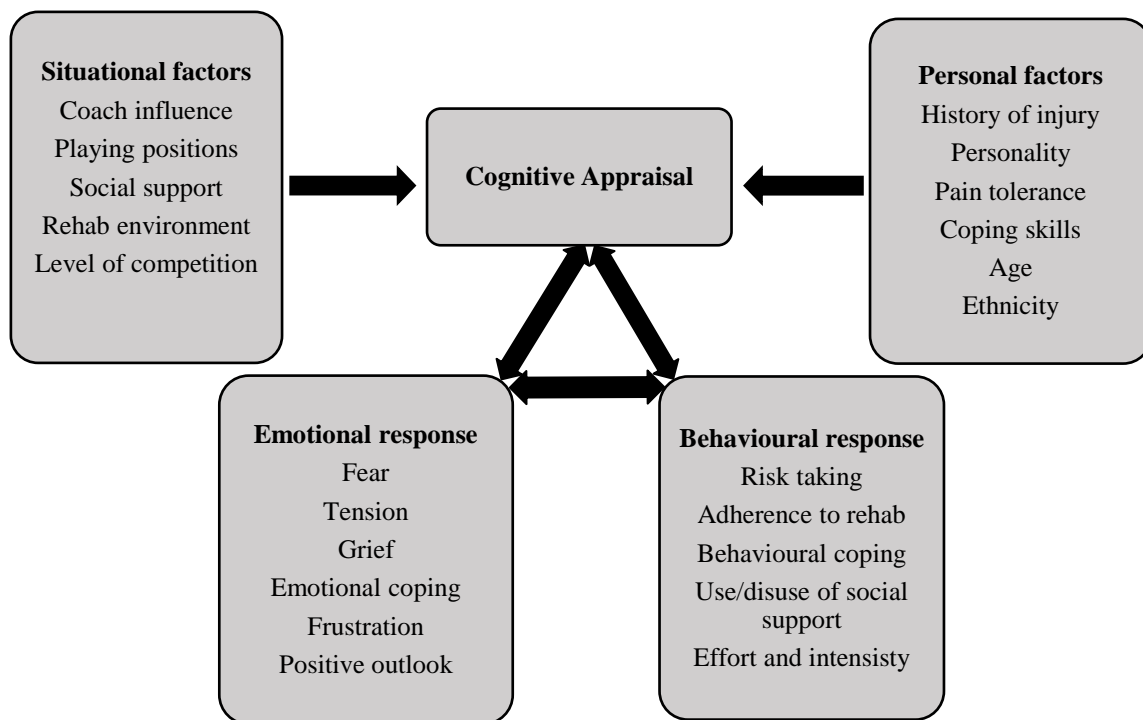 Situational factors
Coach influence
Playing positions
Social support
Rehab environment
Level of competition
Cognitive Appraisal
Personal factors
History of injury
Personality
Pain tolerance
Coping skills
Age
Ethnicity
Emotional response
Fear
Tension
Grief
Emotional coping
Frustration
Positive outlook
Behavioural response
Risk taking
Adherence to rehab
Behavioural coping
Use/disuse of social
support
Effort and intensisty